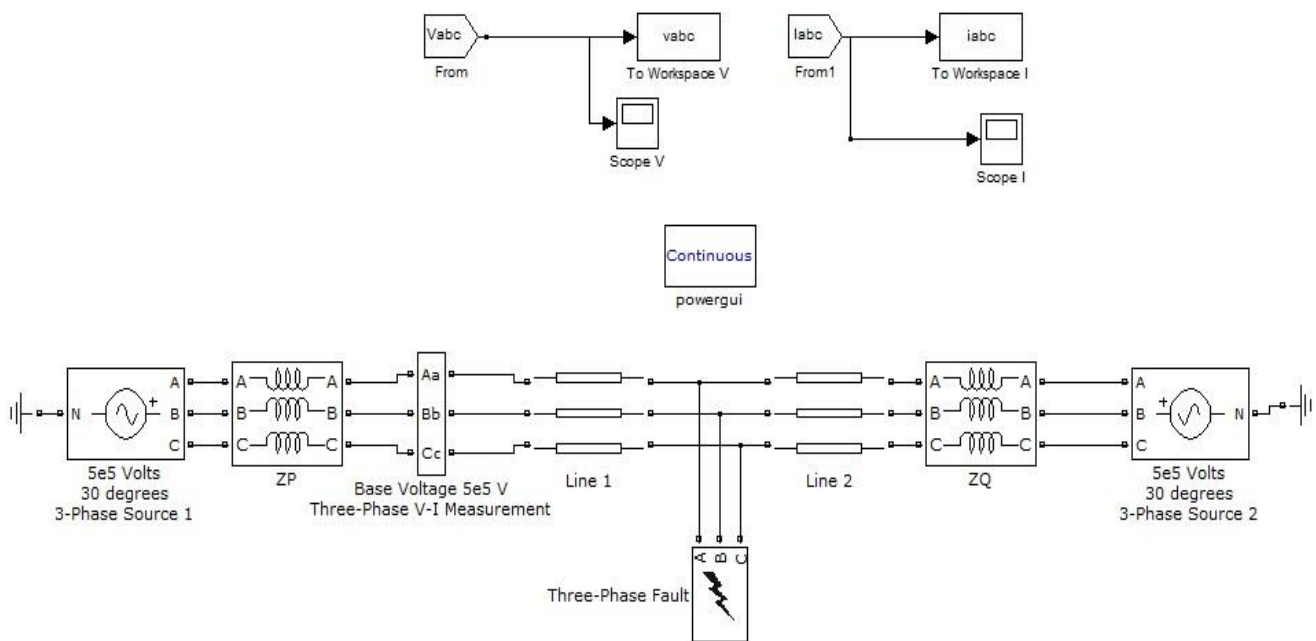 Vabc
From
vabc
To Workspace V
Scope V
Iabc
From1
iabc
To Workspace I
Scope I
Continuous
powergui
N
+
A
B
C
5e5 Volts
30 degrees
3-Phase Source 1
A A
B B
C C
ZP
Aa
Bb
Cc
Base Voltage 5e5 V
Three-Phase V-I Measurement
Line 1
Line 2
A A
B B
C C
ZQ
A
B
C
+
N
5e5 Volts
30 degrees
3-Phase Source 2
A B C
Three-Phase Fault